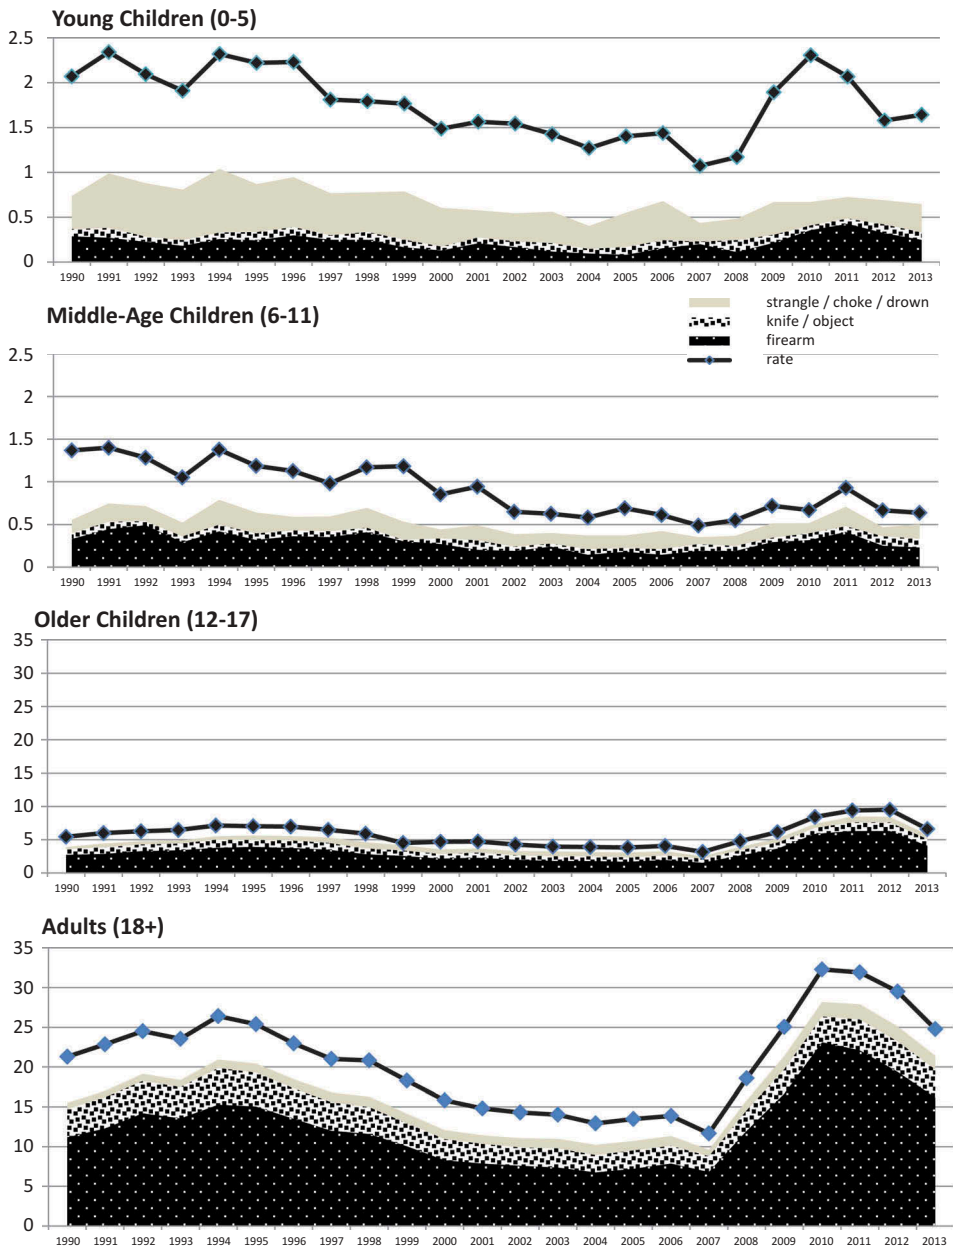 Young Children (0-5)
2.5
2
1.5
1
0.5
0
1990 1991 1992 1993 1994 1995 1996 1997 1998 1999 2000 2001 2002 2003 2004 2005 2006 2007 2008 2009 2010 2011 2012 2013
strangle / choke / drown
knife / object
firearm
rate
Middle-Age Children (6-11)
2.5
2
1.5
1
0.5
0
1990 1991 1992 1993 1994 1995 1996 1997 1998 1999 2000 2001 2002 2003 2004 2005 2006 2007 2008 2009 2010 2011 2012 2013
Older Children (12-17)
35
30
25
20
15
10
5
0
1990 1991 1992 1993 1994 1995 1996 1997 1998 1999 2000 2001 2002 2003 2004 2005 2006 2007 2008 2009 2010 2011 2012 2013
Adults (18+)
35
30
25
20
15
10
5
0
1990 1991 1992 1993 1994 1995 1996 1997 1998 1999 2000 2001 2002 2003 2004 2005 2006 2007 2008 2009 2010 2011 2012 2013